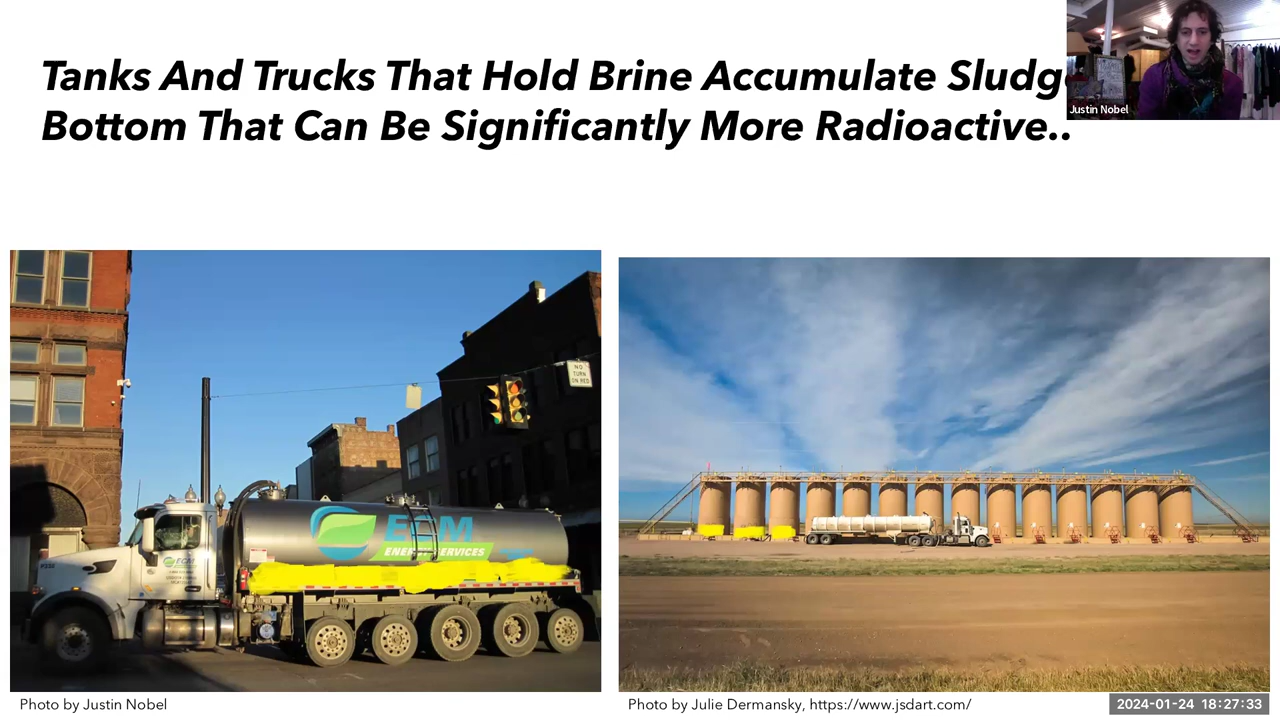 Tanks And Trucks That Hold Brine Accumulate Sludg
Bottom That Can Be Significantly More Radioactive..
Justin Nobel
NO
TURN
ON RED
ECM
ENERGY SERVICES
ECM
Photo by Justin Nobel
Photo by Julie Dermansky, https://www.jsdart.com/
2024-01-24 18:27:33